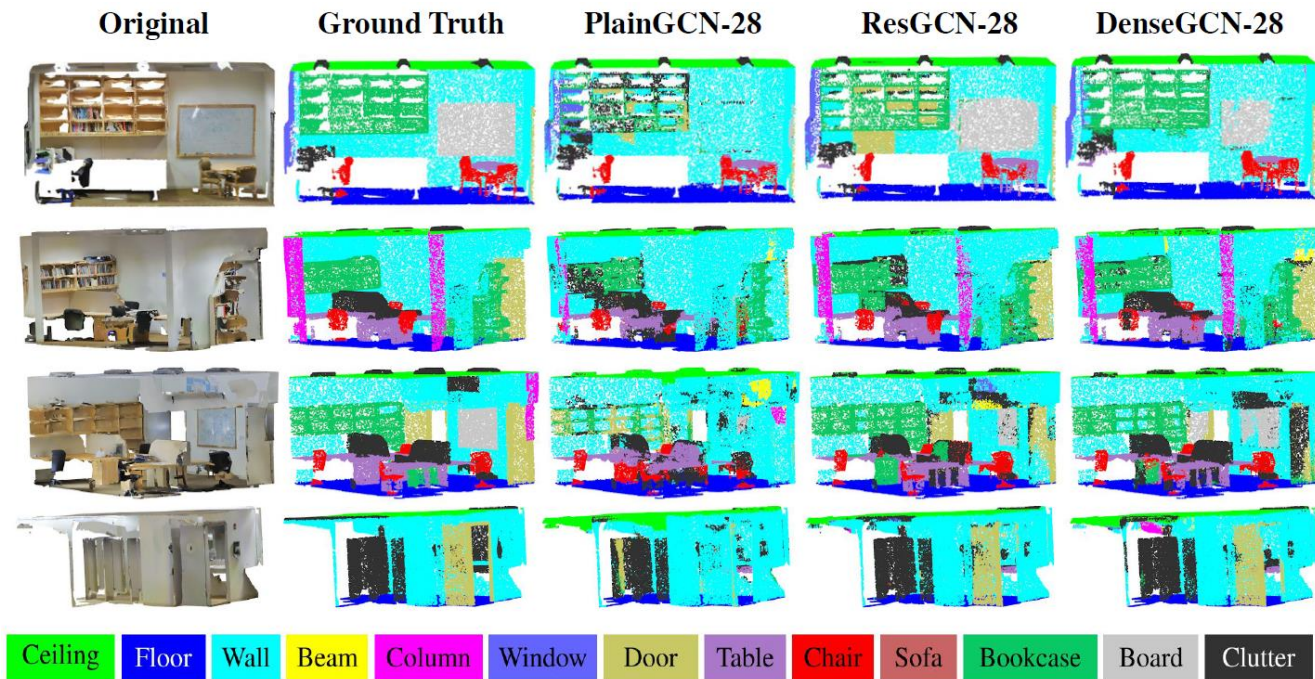 Original Ground Truth PlainGCN-28 ResGCN-28 DenseGCN-28
Ceiling Floor Wall Beam Column Window Door Table Chair Sofa Bookcase Board Clutter